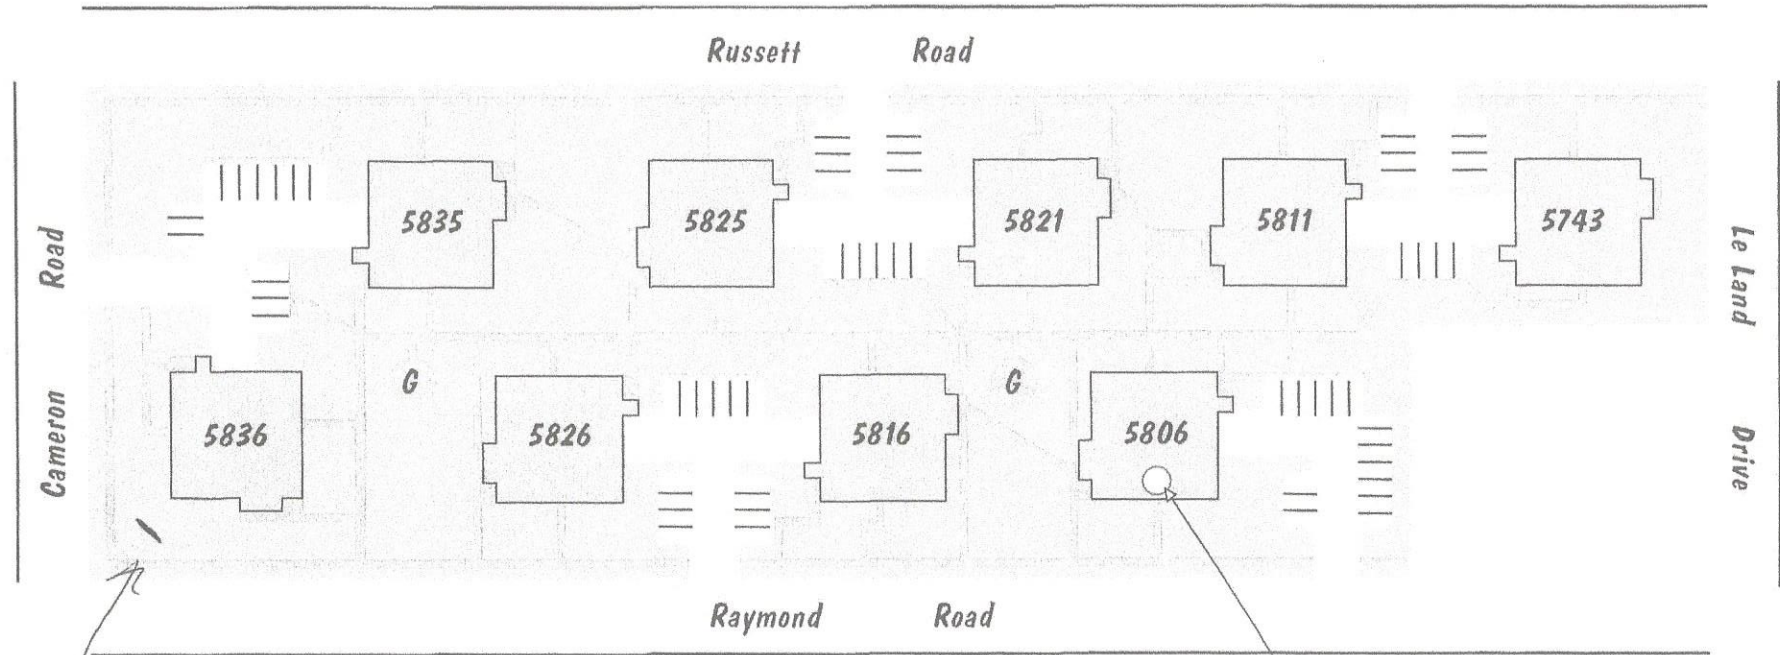 Russett Road
5835 5825 5821 5811 5743
Cameron Road
Le Land Drive
G G
5836 5826 5816 5806
Raymond Road